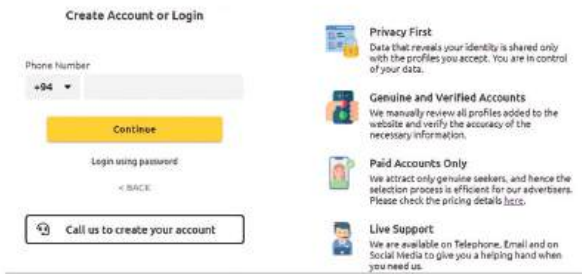 Create Account or Login
Phone Number
+94
Continue
Login using password
< BACK
Call us to create your account
Privacy First
Data that reveals your identity is shared only
with the profiles you accept. You are in control
of your data.
Genuine and Verified Accounts
We manually review all profiles added to the
website and verify the accuracy of the
necessary information.
Paid Accounts Only
We attract only genuine seekers, and hence the
selection process is efficient for our advertisers.
Please check the pricing details here.
Live Support
We are available on Telephone, Email and on
Social Media to give you a helping hand when
you need us.